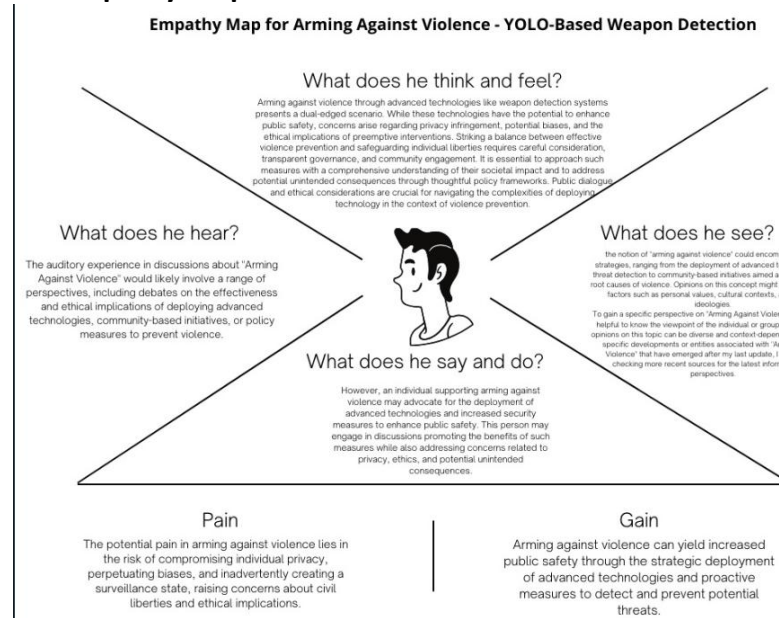 Empathy Map for Arming Against Violence - YOLO-Based Weapon Detection
What does he think and feel?
Arming against violence through advanced technologies like weapon detection systems
presents a dual-edged scenario. While these technologies have the potential to enhance
public safety, concerns arise regarding privacy infringement, potential biases, and the
ethical implications of preemptive interventions. Striking a balance between effective
violence prevention and safeguarding individual liberties requires careful consideration,
transparent governance, and community engagement. It is essential to approach such
measures with a comprehensive understanding of their societal impact and to address
potential unintended consequences through thoughtful policy frameworks. Public dialogue
and ethical considerations are crucial for navigating the complexities of deploying
technology in the context of violence prevention.
What does he hear?
The auditory experience in discussions about "Arming
Against Violence" would likely involve a range of
perspectives, including debates on the effectiveness
and ethical implications of deploying advanced
technologies, community-based initiatives, or policy
measures to prevent violence.
What does he see?
the notion of "arming against violence" could encom
strategies, ranging from the deployment of advanced t
threat detection to community-based initiatives aimed a
root causes of violence. Opinions on this concept might
factors such as personal values, cultural contexts,
ideologies.
To gain a specific perspective on "Arming Against Violen
helpful to know the viewpoint of the individual or group
opinions on this topic can be diverse and context-depen
specific developments or entities associated with "Ar
Violence" that have emerged after my last update, I
checking more recent sources for the latest inform
perspectives.
What does he say and do?
However, an individual supporting arming against
violence may advocate for the deployment of
advanced technologies and increased security
measures to enhance public safety. This person may
engage in discussions promoting the benefits of such
measures while also addressing concerns related to
privacy, ethics, and potential unintended
consequences.
Pain
The potential pain in arming against violence lies in
the risk of compromising individual privacy,
perpetuating biases, and inadvertently creating a
surveillance state, raising concerns about civil
liberties and ethical implications.
Gain
Arming against violence can yield increased
public safety through the strategic deployment
of advanced technologies and proactive
measures to detect and prevent potential
threats.